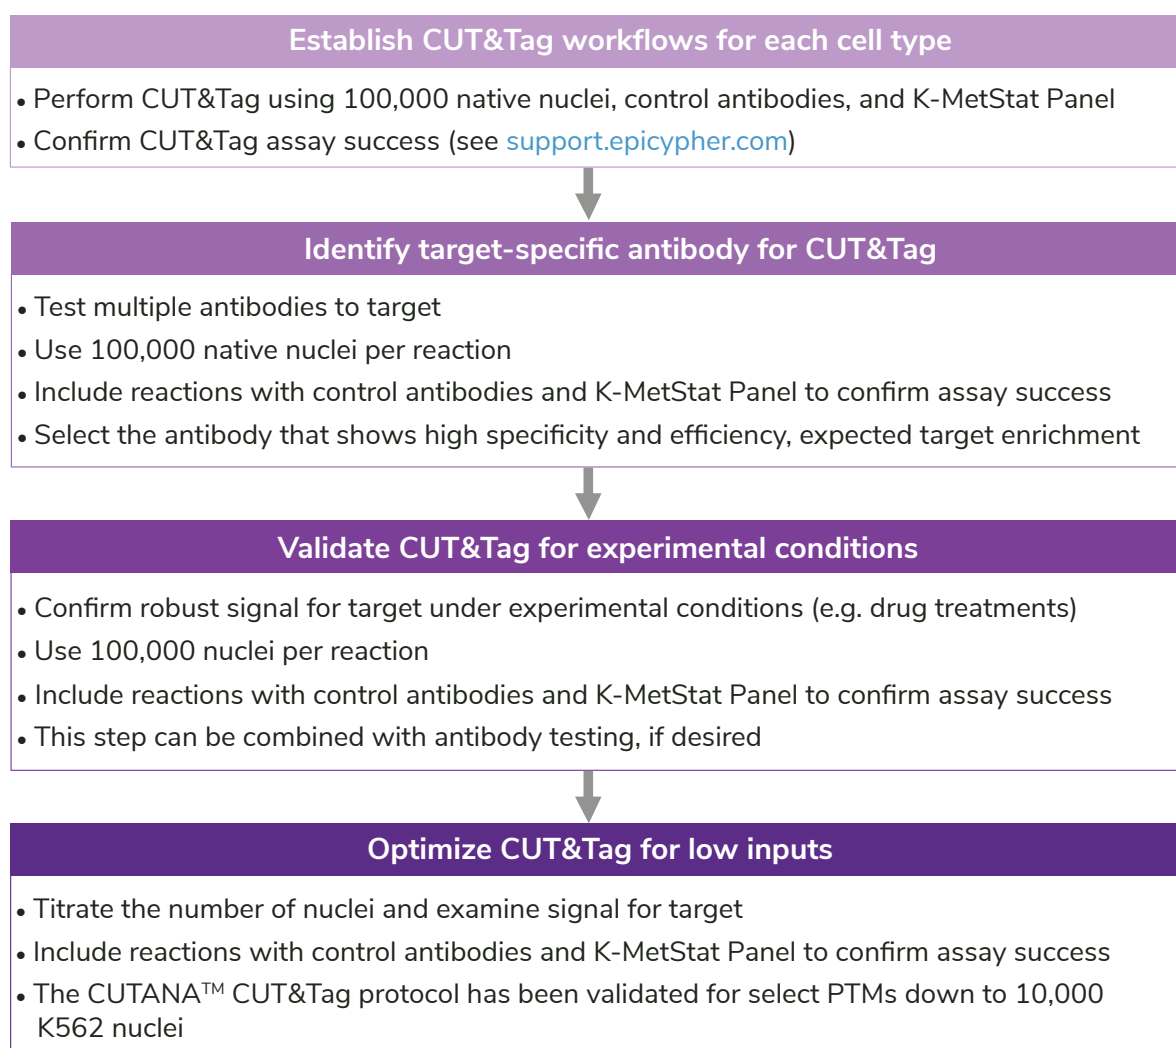 Establish CUT&Tag workflows for each cell type
• Perform CUT&Tag using 100,000 native nuclei, control antibodies, and K-MetStat Panel
• Confirm CUT&Tag assay success (see support.epicypher.com)
Identify target-specific antibody for CUT&Tag
• Test multiple antibodies to target
• Use 100,000 native nuclei per reaction
• Include reactions with control antibodies and K-MetStat Panel to confirm assay success
• Select the antibody that shows high specificity and efficiency, expected target enrichment
Validate CUT&Tag for experimental conditions
• Confirm robust signal for target under experimental conditions (e.g. drug treatments)
• Use 100,000 nuclei per reaction
• Include reactions with control antibodies and K-MetStat Panel to confirm assay success
• This step can be combined with antibody testing, if desired
Optimize CUT&Tag for low inputs
• Titrate the number of nuclei and examine signal for target
• Include reactions with control antibodies and K-MetStat Panel to confirm assay success
• The CUTANA™ CUT&Tag protocol has been validated for select PTMs down to 10,000
K562 nuclei